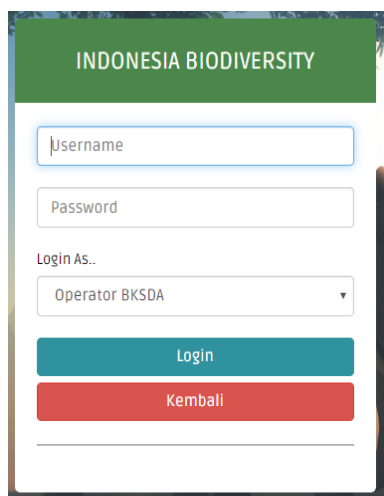 INDONESIA BIODIVERSITY
Username
Password
Login As..
Operator BKSDA
Login
Kembali